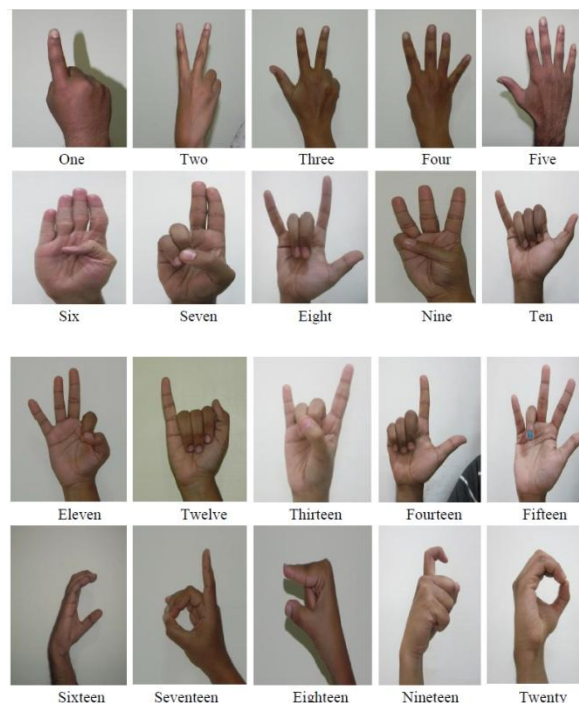 One Two Three Four Five
Six Seven Eight Nine Ten
Eleven Twelve Thirteen Fourteen Fifteen
Sixteen Seventeen Eighteen Nineteen Twenty